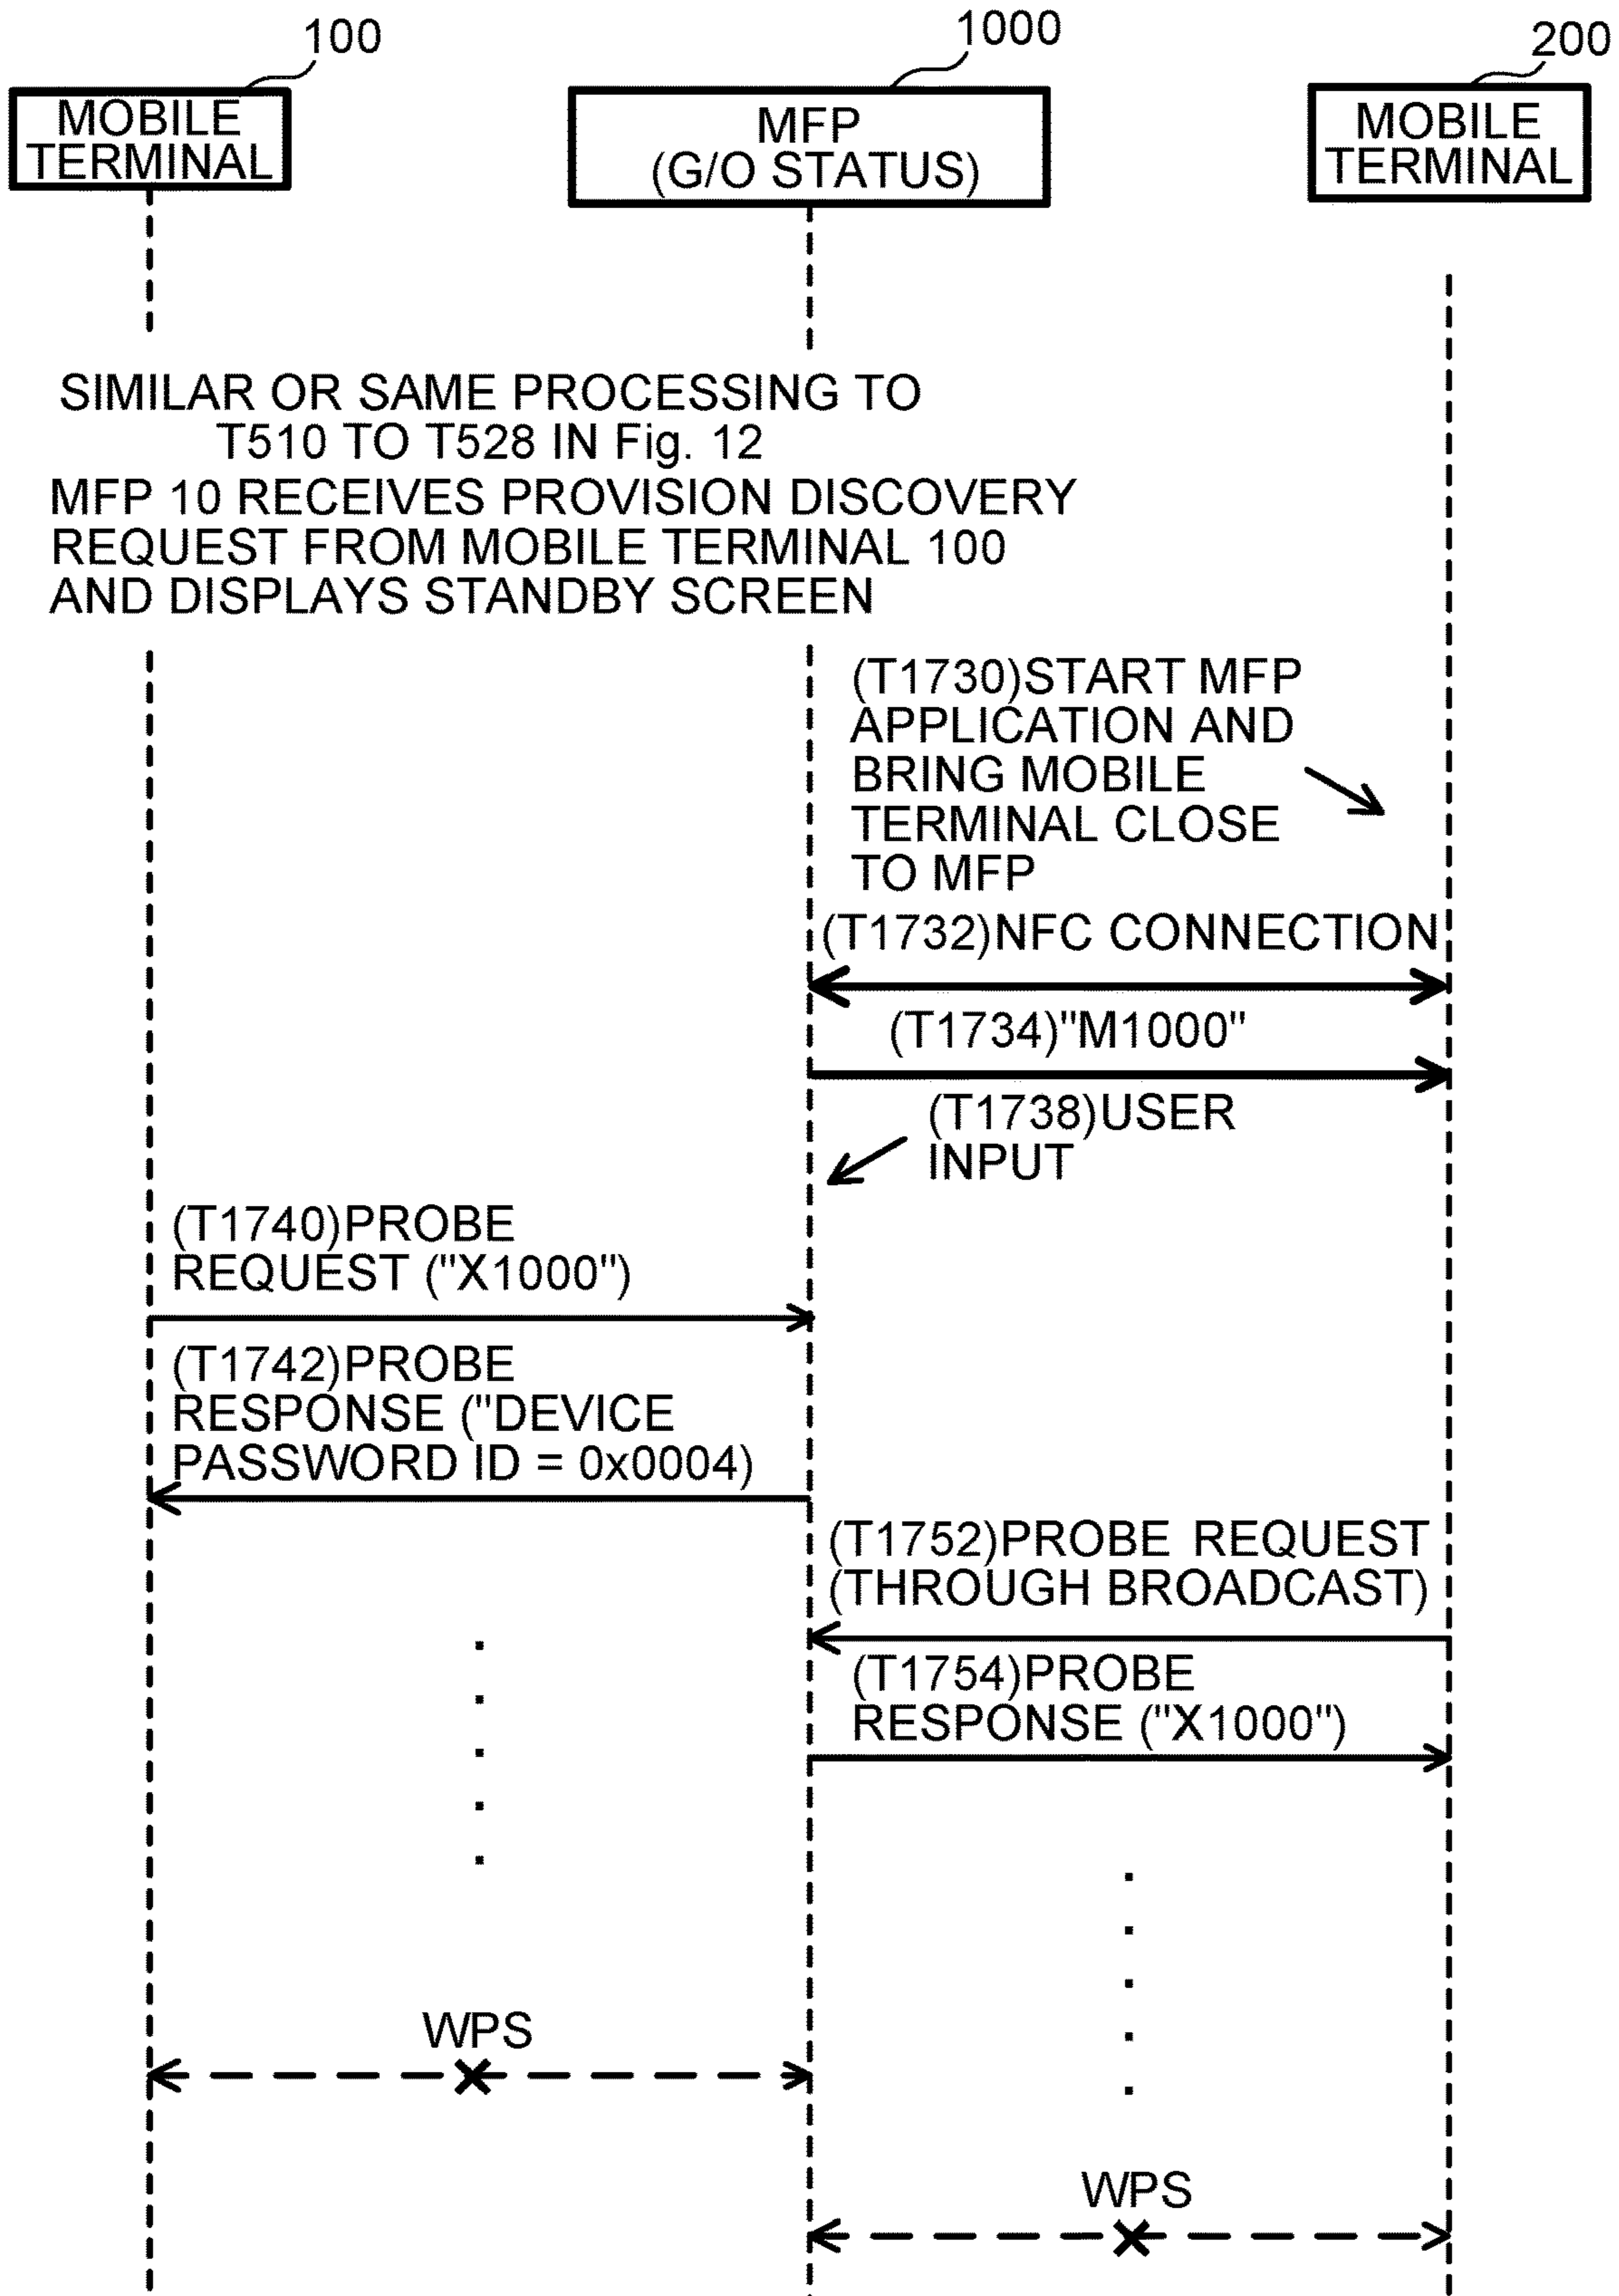 100
1000
200
MOBILE
TERMINAL
MFP
(G/O STATUS)
MOBILE
TERMINAL
SIMILAR OR SAME PROCESSING TO
T510 TO T528 IN Fig. 12
MFP 10 RECEIVES PROVISION DISCOVERY
REQUEST FROM MOBILE TERMINAL 100
AND DISPLAYS STANDBY SCREEN
(T1730)START MFP
APPLICATION AND
BRING MOBILE
TERMINAL CLOSE
TO MFP
(T1732)NFC CONNECTION
(T1734)"M1000"
(T1738)USER
INPUT
(T1740)PROBE
REQUEST ("X1000")
(T1742)PROBE
RESPONSE ("DEVICE
PASSWORD ID = 0x0004)
(T1752)PROBE REQUEST
(THROUGH BROADCAST)
(T1754)PROBE
RESPONSE ("X1000")
WPS
WPS